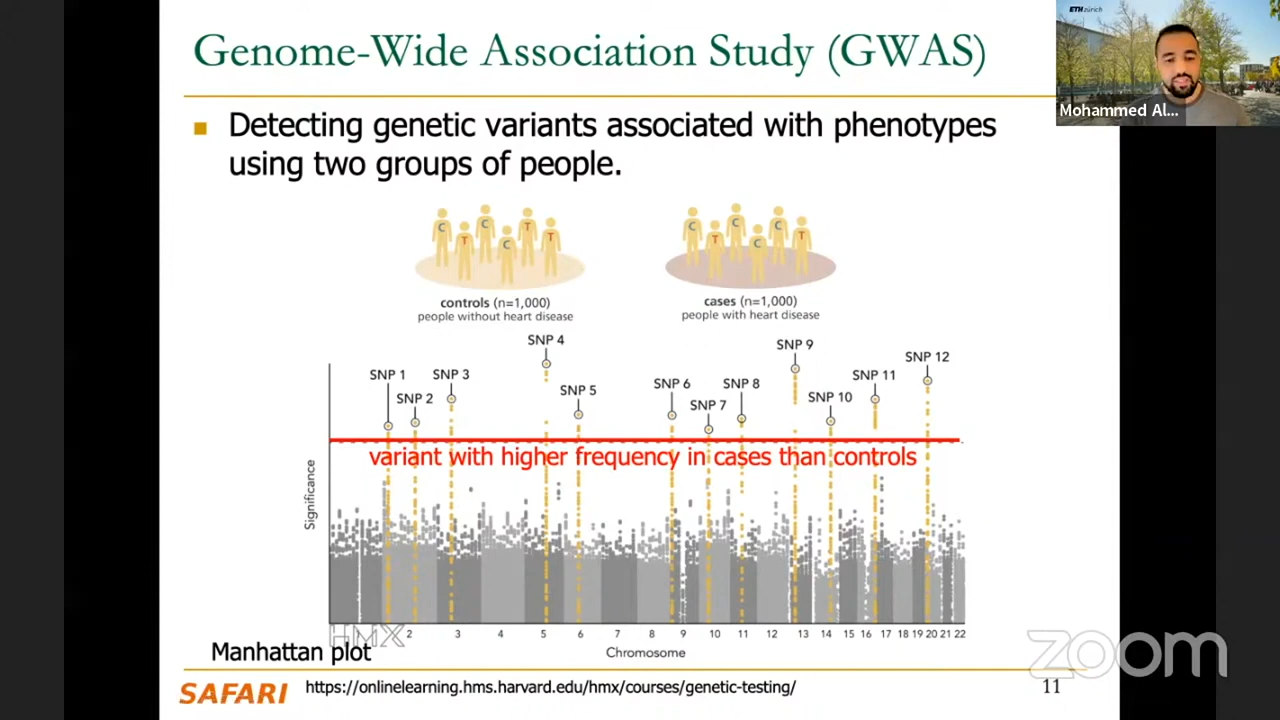 Genome-Wide Association Study (GWAS)
ETH zürich
Mohammed Al...
Detecting genetic variants associated with phenotypes
using two groups of people.
C T C C T T
C T C C C T
controls (n=1,000)
people without heart disease
cases (n=1,000)
people with heart disease
SNP 1
SNP 2
SNP 3
SNP 4
SNP 5
SNP 6
SNP 7
SNP 8
SNP 9
SNP 10
SNP 11
SNP 12
variant with higher frequency in cases than controls
Significance
HMX
2 3 4 5 6 7 8 9 10 11 12 13 14 15 16 17 18 19 20 21 22
Chromosome
Manhattan plot
zoom
SAFARI
https://onlinelearning.hms.harvard.edu/hmx/courses/genetic-testing/
11